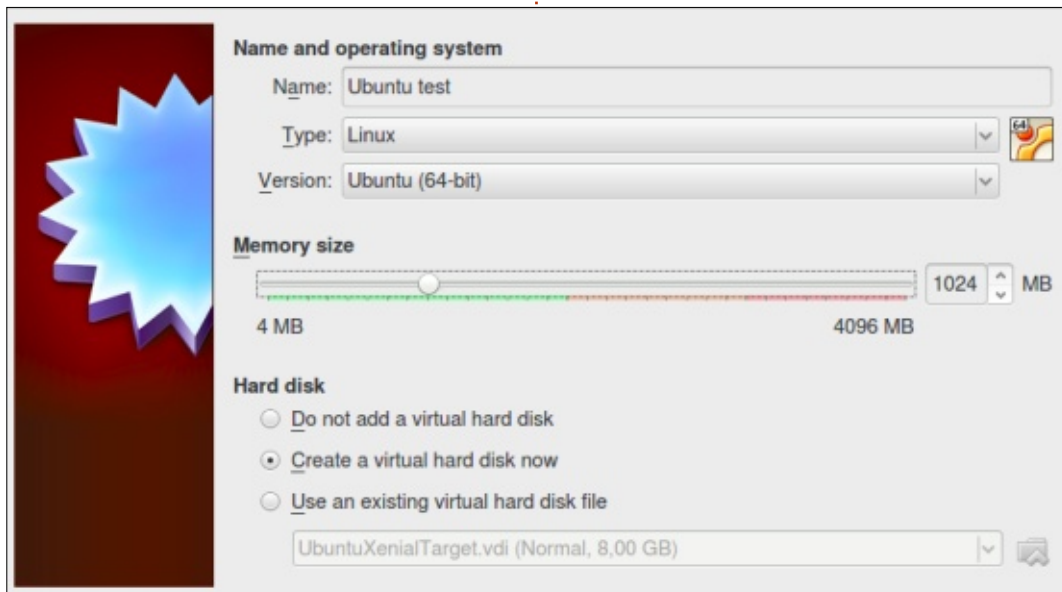 Name and operating system
Name: Ubuntu test
Type: Linux
64
Version: Ubuntu (64-bit)
Memory size
1024 MB
4 MB 4096 MB
Hard disk
Do not add a virtual hard disk
Create a virtual hard disk now
Use an existing virtual hard disk file
UbuntuXenialTarget.vdi (Normal, 8,00 GB)